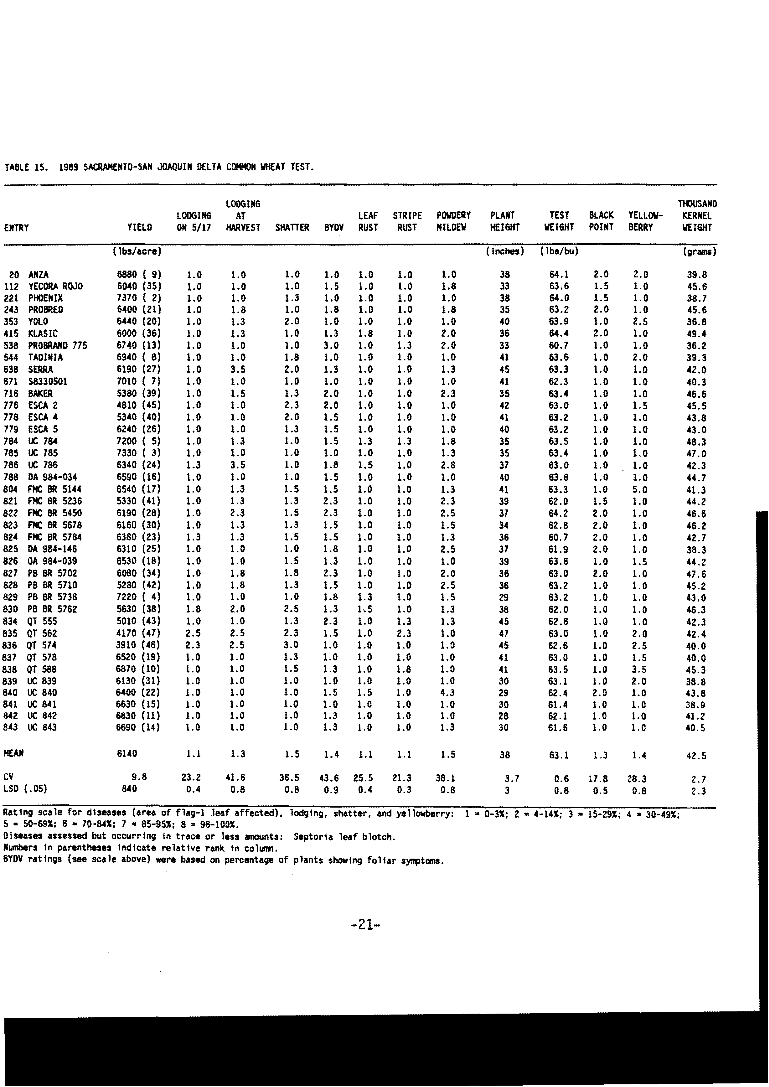 TABLE 15. 1989 SACRAMENTO-SAN JOAQUIN DELTA COMMON WHEAT TEST.
LODGING THOUSAND
LODGING AT LEAF STRIPE POWDERY PLANT TEST BLACK YELLOW- KERNEL
ENTRY YIELD ON 5/17 HARVEST SHATTER BYDV RUST RUST MILDEW HEIGHT WEIGHT POINT BERRY WEIGHT
(lbs/acre) (inches) (lbs/bu) (grams)
20 ANZA 6880 ( 9) 1.0 1.0 1.0 1.0 1.0 1.0 1.0 38 64.1 2.0 2.0 39.8
112 YECORA ROJO 6040 (35) 1.0 1.0 1.0 1.5 1.0 1.0 1.8 33 63.6 1.5 1.0 45.6
221 PHOENIX 7370 ( 2) 1.0 1.0 1.3 1.0 1.0 1.0 1.0 38 64.0 1.5 1.0 38.7
243 PROBRED 6400 (21) 1.0 1.8 1.0 1.8 1.0 1.0 1.8 35 63.2 2.0 1.0 45.6
353 YOLO 6440 (20) 1.0 1.3 2.0 1.0 1.0 1.0 1.0 40 63.9 1.0 2.5 36.8
415 KLASIC 6000 (36) 1.0 1.3 1.0 1.3 1.8 1.0 2.0 36 64.4 2.0 1.0 49.4
538 PROBRAND 775 6740 (13) 1.0 1.0 1.0 3.0 1.0 1.3 2.0 33 60.7 1.0 1.0 36.2
544 TADINIA 6940 ( 8) 1.0 1.0 1.8 1.0 1.0 1.0 1.0 41 63.6 1.0 2.0 39.3
638 SERRA 6190 (27) 1.0 3.5 2.0 1.3 1.0 1.0 1.3 45 63.3 1.0 1.0 42.0
671 S8330501 7010 ( 7) 1.0 1.0 1.0 1.0 1.0 1.0 1.0 41 62.3 1.0 1.0 40.3
716 BAKER 5380 (39) 1.0 1.5 1.3 2.0 1.0 1.0 2.3 35 63.4 1.0 1.0 46.6
776 ESCA 2 4810 (45) 1.0 1.0 2.3 2.0 1.0 1.0 1.0 42 63.0 1.0 1.5 45.5
778 ESCA 4 5340 (40) 1.0 1.0 2.0 1.5 1.0 1.0 1.0 41 63.2 1.0 1.0 43.8
779 ESCA 5 6240 (26) 1.0 1.0 1.3 1.5 1.0 1.0 1.0 40 63.2 1.0 1.0 43.0
784 UC 784 7200 ( 5) 1.0 1.3 1.0 1.5 1.3 1.3 1.8 35 63.5 1.0 1.0 48.3
785 UC 785 7330 ( 3) 1.0 1.0 1.0 1.0 1.0 1.0 1.3 35 63.4 1.0 1.0 47.0
786 UC 786 6340 (24) 1.3 3.5 1.0 1.8 1.5 1.0 2.8 37 63.0 1.0 1.0 42.3
788 DA 984-034 6590 (16) 1.0 1.0 1.0 1.5 1.0 1.0 1.0 40 63.8 1.0 1.0 44.7
804 FMC BR 5144 6540 (17) 1.0 1.3 1.5 1.5 1.0 1.0 1.3 41 63.3 1.0 5.0 41.3
821 FMC BR 5236 5330 (41) 1.0 1.3 1.3 2.3 1.0 1.0 2.3 39 62.0 1.5 1.0 44.2
822 FMC BR 5450 6190 (28) 1.0 2.3 1.5 2.3 1.0 1.0 2.5 37 64.2 2.0 1.0 46.6
823 FMC BR 5678 6160 (30) 1.0 1.3 1.3 1.5 1.0 1.0 1.5 34 62.8 2.0 1.0 46.2
824 FMC BR 5784 6380 (23) 1.3 1.3 1.5 1.5 1.0 1.0 1.3 36 60.7 2.0 1.0 42.7
825 DA 984-146 6310 (25) 1.0 1.0 1.0 1.8 1.0 1.0 2.5 37 61.9 2.0 1.0 38.3
826 DA 984-039 6530 (18) 1.0 1.0 1.5 1.3 1.0 1.0 1.0 39 63.6 1.0 1.5 44.2
827 PB BR 5702 6080 (34) 1.0 1.8 1.8 2.3 1.0 1.0 2.0 36 63.0 2.0 1.0 47.6
828 PB BR 5710 5280 (42) 1.0 1.8 1.3 1.5 1.0 1.0 2.5 36 63.2 1.0 1.0 45.2
829 PB BR 5738 7220 ( 4) 1.0 1.0 1.0 1.8 1.3 1.0 1.5 29 63.2 1.0 1.0 43.0
830 PB BR 5762 5630 (38) 1.8 2.0 2.5 1.3 1.5 1.0 1.3 38 62.0 1.0 1.0 46.3
834 QT 555 5010 (43) 1.0 1.0 1.3 2.3 1.0 1.3 1.3 45 62.8 1.0 1.0 42.3
835 QT 562 4170 (47) 2.5 2.5 2.3 1.5 1.0 2.3 1.0 47 63.0 1.0 2.0 42.4
836 QT 574 3910 (48) 2.3 2.5 3.0 1.0 1.0 1.0 1.0 45 62.6 1.0 2.5 40.0
837 QT 578 6520 (19) 1.0 1.0 1.3 1.0 1.0 1.0 1.0 41 63.0 1.0 1.5 40.0
838 QT 588 6870 (10) 1.0 1.0 1.5 1.3 1.0 1.8 1.0 41 63.5 1.0 3.5 45.3
839 UC 839 6130 (31) 1.0 1.0 1.0 1.0 1.0 1.0 1.0 30 63.1 1.0 2.0 38.8
840 UC 840 6400 (22) 1.0 1.0 1.0 1.5 1.5 1.0 4.3 29 62.4 2.0 1.0 43.8
841 UC 841 6630 (15) 1.0 1.0 1.0 1.0 1.0 1.0 1.0 30 61.4 1.0 1.0 38.9
842 UC 842 6830 (11) 1.0 1.0 1.0 1.3 1.0 1.0 1.0 28 62.1 1.0 1.0 41.2
843 UC 843 6690 (14) 1.0 1.0 1.0 1.3 1.0 1.0 1.3 30 61.6 1.0 1.0 40.5
MEAN 6140 1.1 1.3 1.5 1.4 1.1 1.1 1.5 38 63.1 1.3 1.4 42.5
CV 9.8 23.2 41.6 36.5 43.6 25.5 21.3 38.1 3.7 0.6 17.8 28.3 2.7
LSD (.05) 840 0.4 0.8 0.8 0.9 0.4 0.3 0.8 3 0.8 0.5 0.8 2.3
Rating scale for diseases (area of flag-1 leaf affected), lodging, shatter, and yellowberry: 1 = 0-3%; 2 = 4-14%; 3 = 15-29%; 4 = 30-49%;
5 = 50-69%; 6 = 70-84%; 7 = 85-95%; 8 = 96-100%.
Diseases assessed but occurring in trace or less amounts: Septoria leaf blotch.
Numbers in parentheses indicate relative rank in column.
BYDV ratings (see scale above) were based on percentage of plants showing foliar symptoms.
-21-